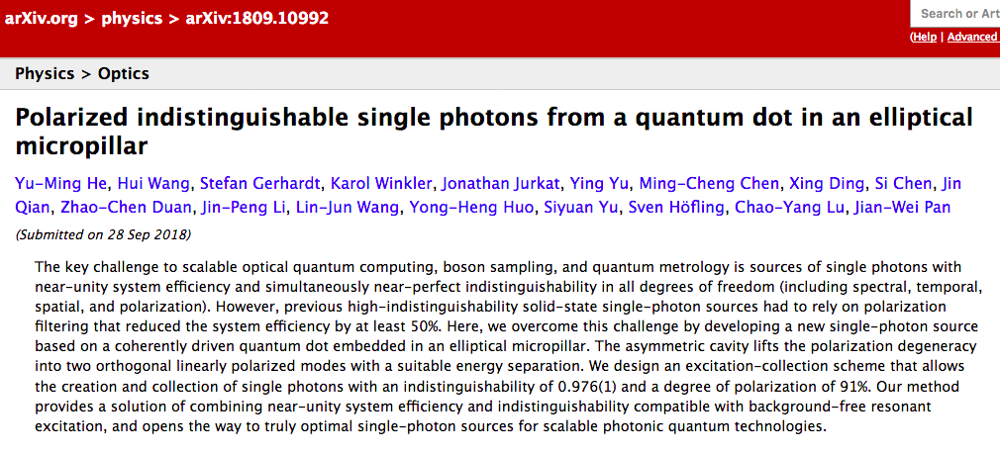 arXiv.org > physics > arXiv:1809.10992
Search or Art
(Help | Advanced
Physics > Optics
Polarized indistinguishable single photons from a quantum dot in an elliptical
micropillar
Yu-Ming He, Hui Wang, Stefan Gerhardt, Karol Winkler, Jonathan Jurkat, Ying Yu, Ming-Cheng Chen, Xing Ding, Si Chen, Jin
Qian, Zhao-Chen Duan, Jin-Peng Li, Lin-Jun Wang, Yong-Heng Huo, Siyuan Yu, Sven Höfling, Chao-Yang Lu, Jian-Wei Pan
(Submitted on 28 Sep 2018)
The key challenge to scalable optical quantum computing, boson sampling, and quantum metrology is sources of single photons with
near-unity system efficiency and simultaneously near-perfect indistinguishability in all degrees of freedom (including spectral, temporal,
spatial, and polarization). However, previous high-indistinguishability solid-state single-photon sources had to rely on polarization
filtering that reduced the system efficiency by at least 50%. Here, we overcome this challenge by developing a new single-photon source
based on a coherently driven quantum dot embedded in an elliptical micropillar. The asymmetric cavity lifts the polarization degeneracy
into two orthogonal linearly polarized modes with a suitable energy separation. We design an excitation-collection scheme that allows
the creation and collection of single photons with an indistinguishability of 0.976(1) and a degree of polarization of 91%. Our method
provides a solution of combining near-unity system efficiency and indistinguishability compatible with background-free resonant
excitation, and opens the way to truly optimal single-photon sources for scalable photonic quantum technologies.